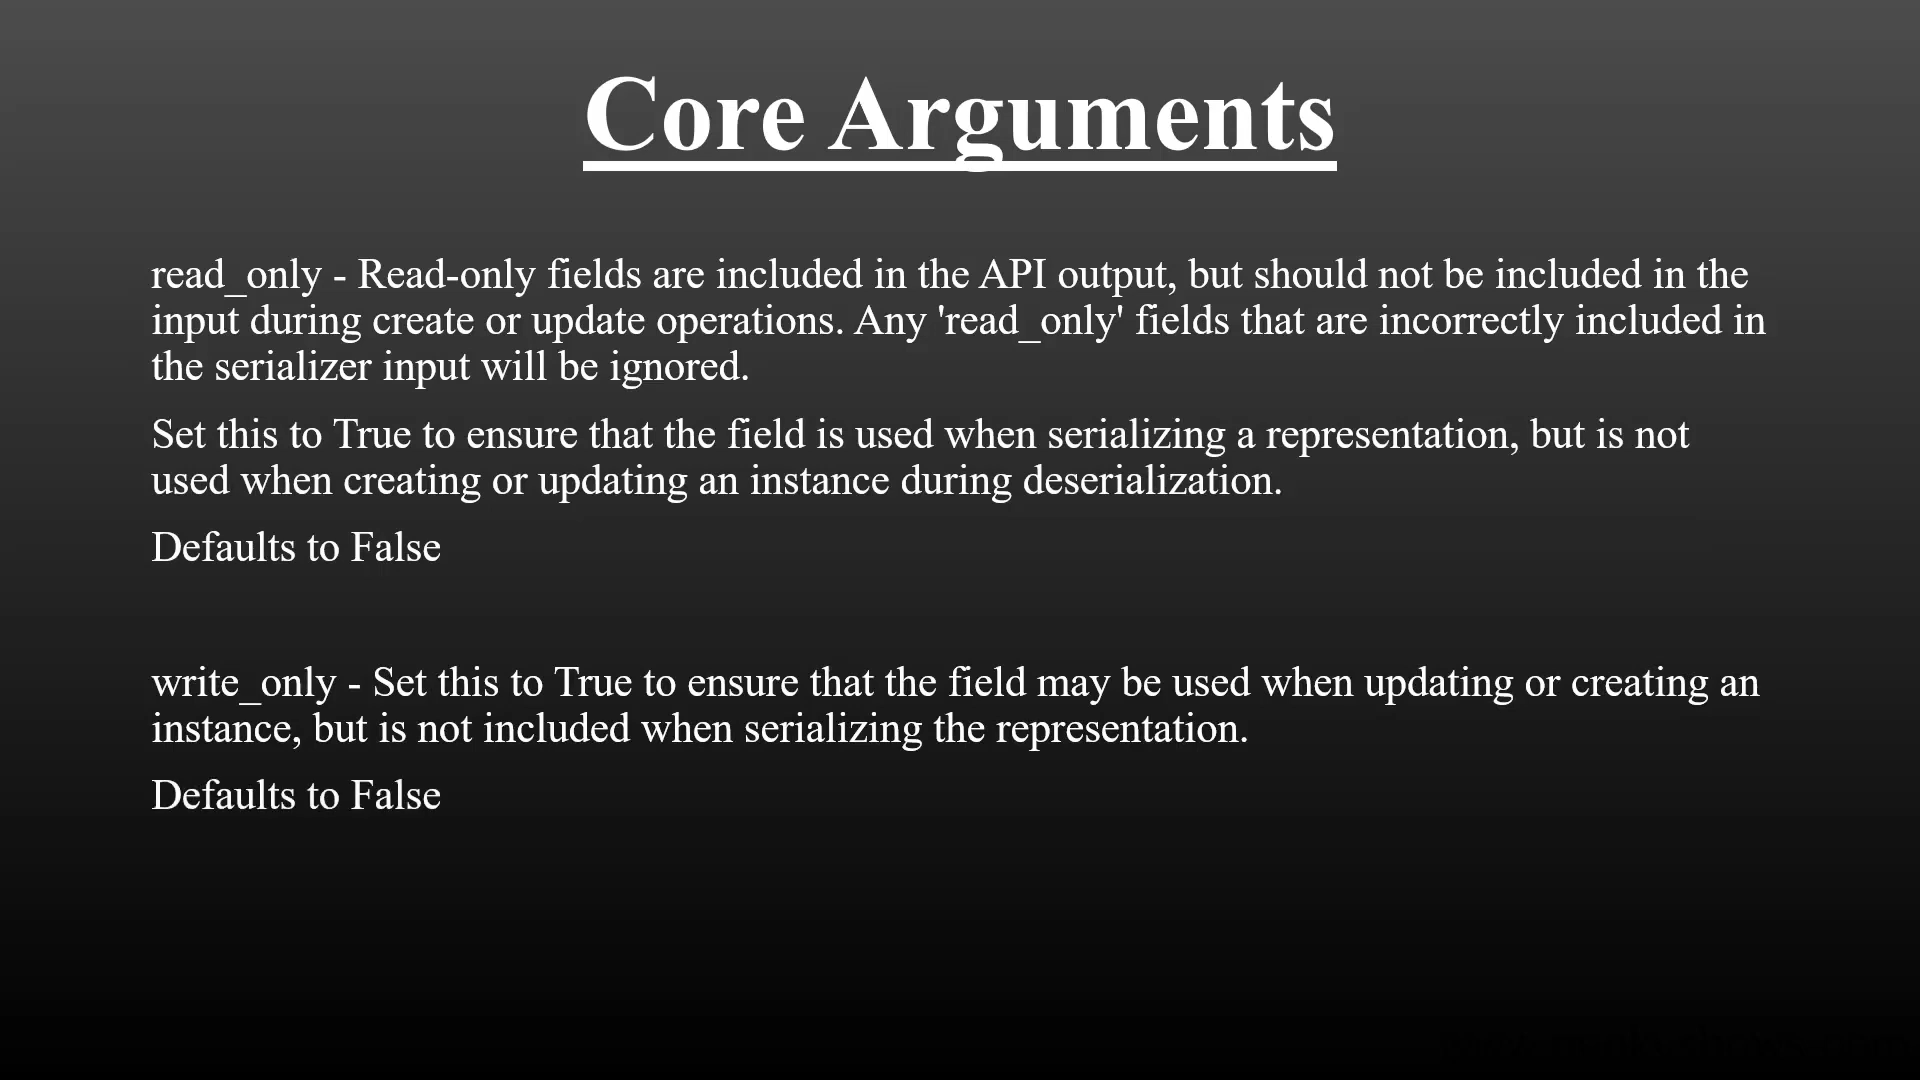 Core Arguments
read_only - Read-only fields are included in the API output, but should not be included in the
input during create or update operations. Any 'read_only' fields that are incorrectly included in
the serializer input will be ignored.
Set this to True to ensure that the field is used when serializing a representation, but is not
used when creating or updating an instance during deserialization.
Defaults to False
write_only - Set this to True to ensure that the field may be used when updating or creating an
instance, but is not included when serializing the representation.
Defaults to False